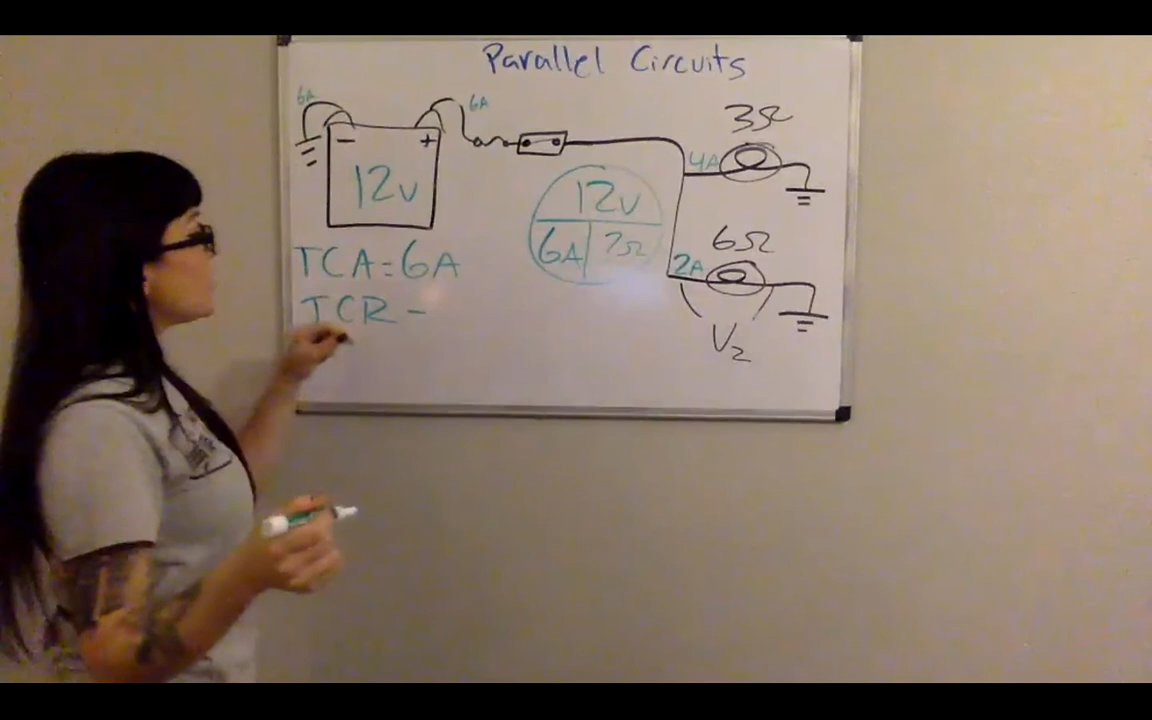 Parallel Circuits
6A
6A
3Ω
- +
12v
4A
12v
6A
6Ω
2A
TCA=6A
TCR -
V2